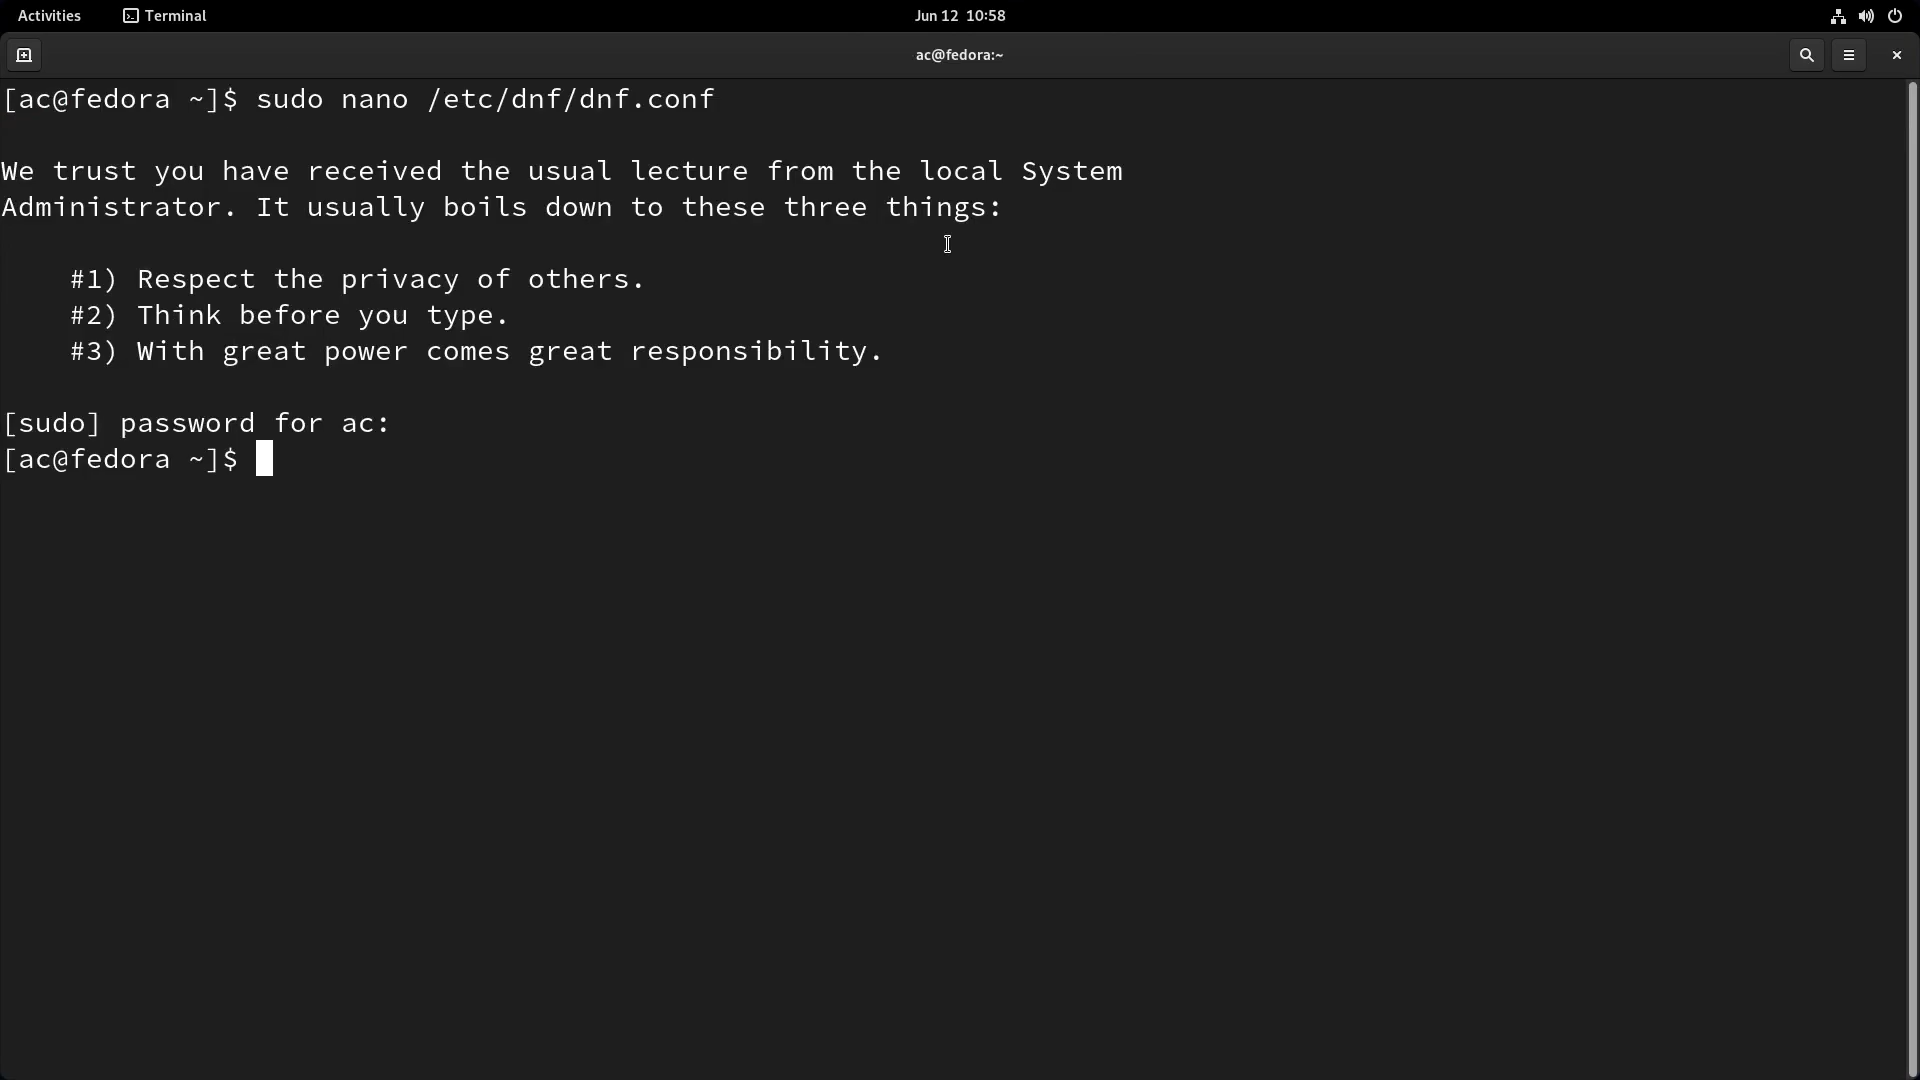 Activities Terminal Jun 12 10:58
ac@fedora:~
[ac@fedora ~]$ sudo nano /etc/dnf/dnf.conf
We trust you have received the usual lecture from the local System
Administrator. It usually boils down to these three things:
#1) Respect the privacy of others.
#2) Think before you type.
#3) With great power comes great responsibility.
[sudo] password for ac:
[ac@fedora ~]$